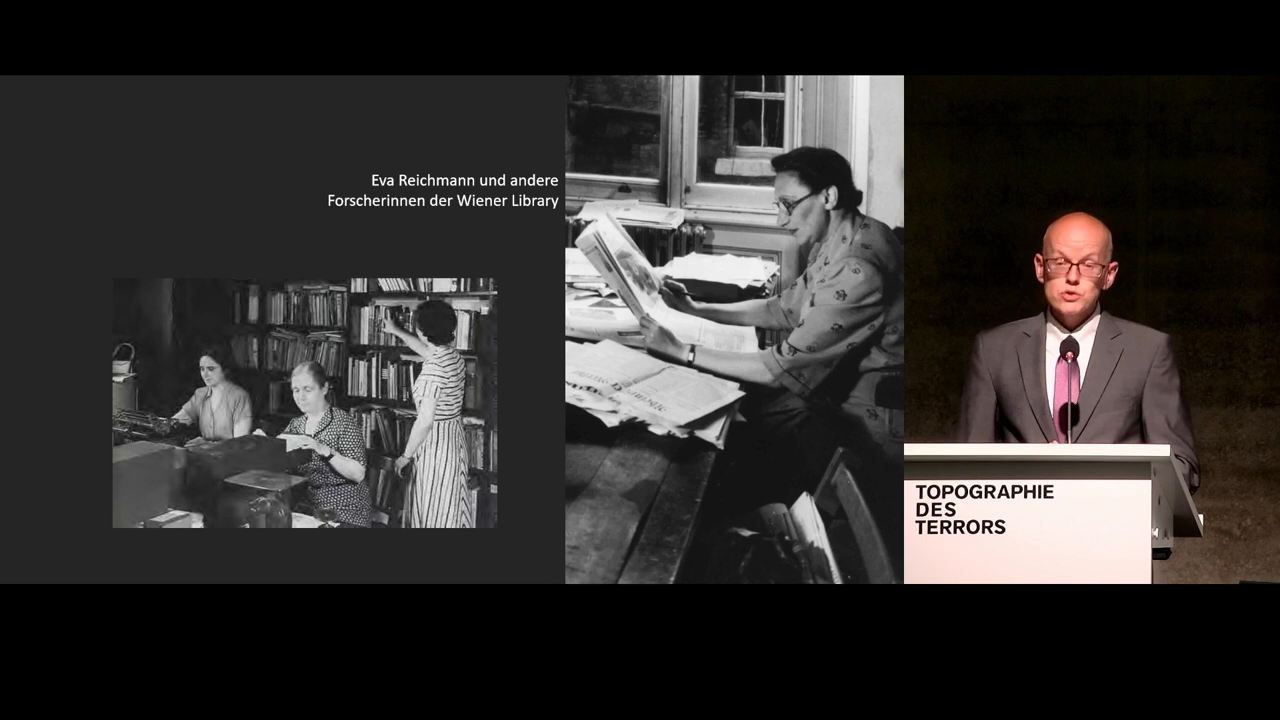 Eva Reichmann und andere
Forscherinnen der Wiener Library
TOPOGRAPHIE
DES
TERRORS